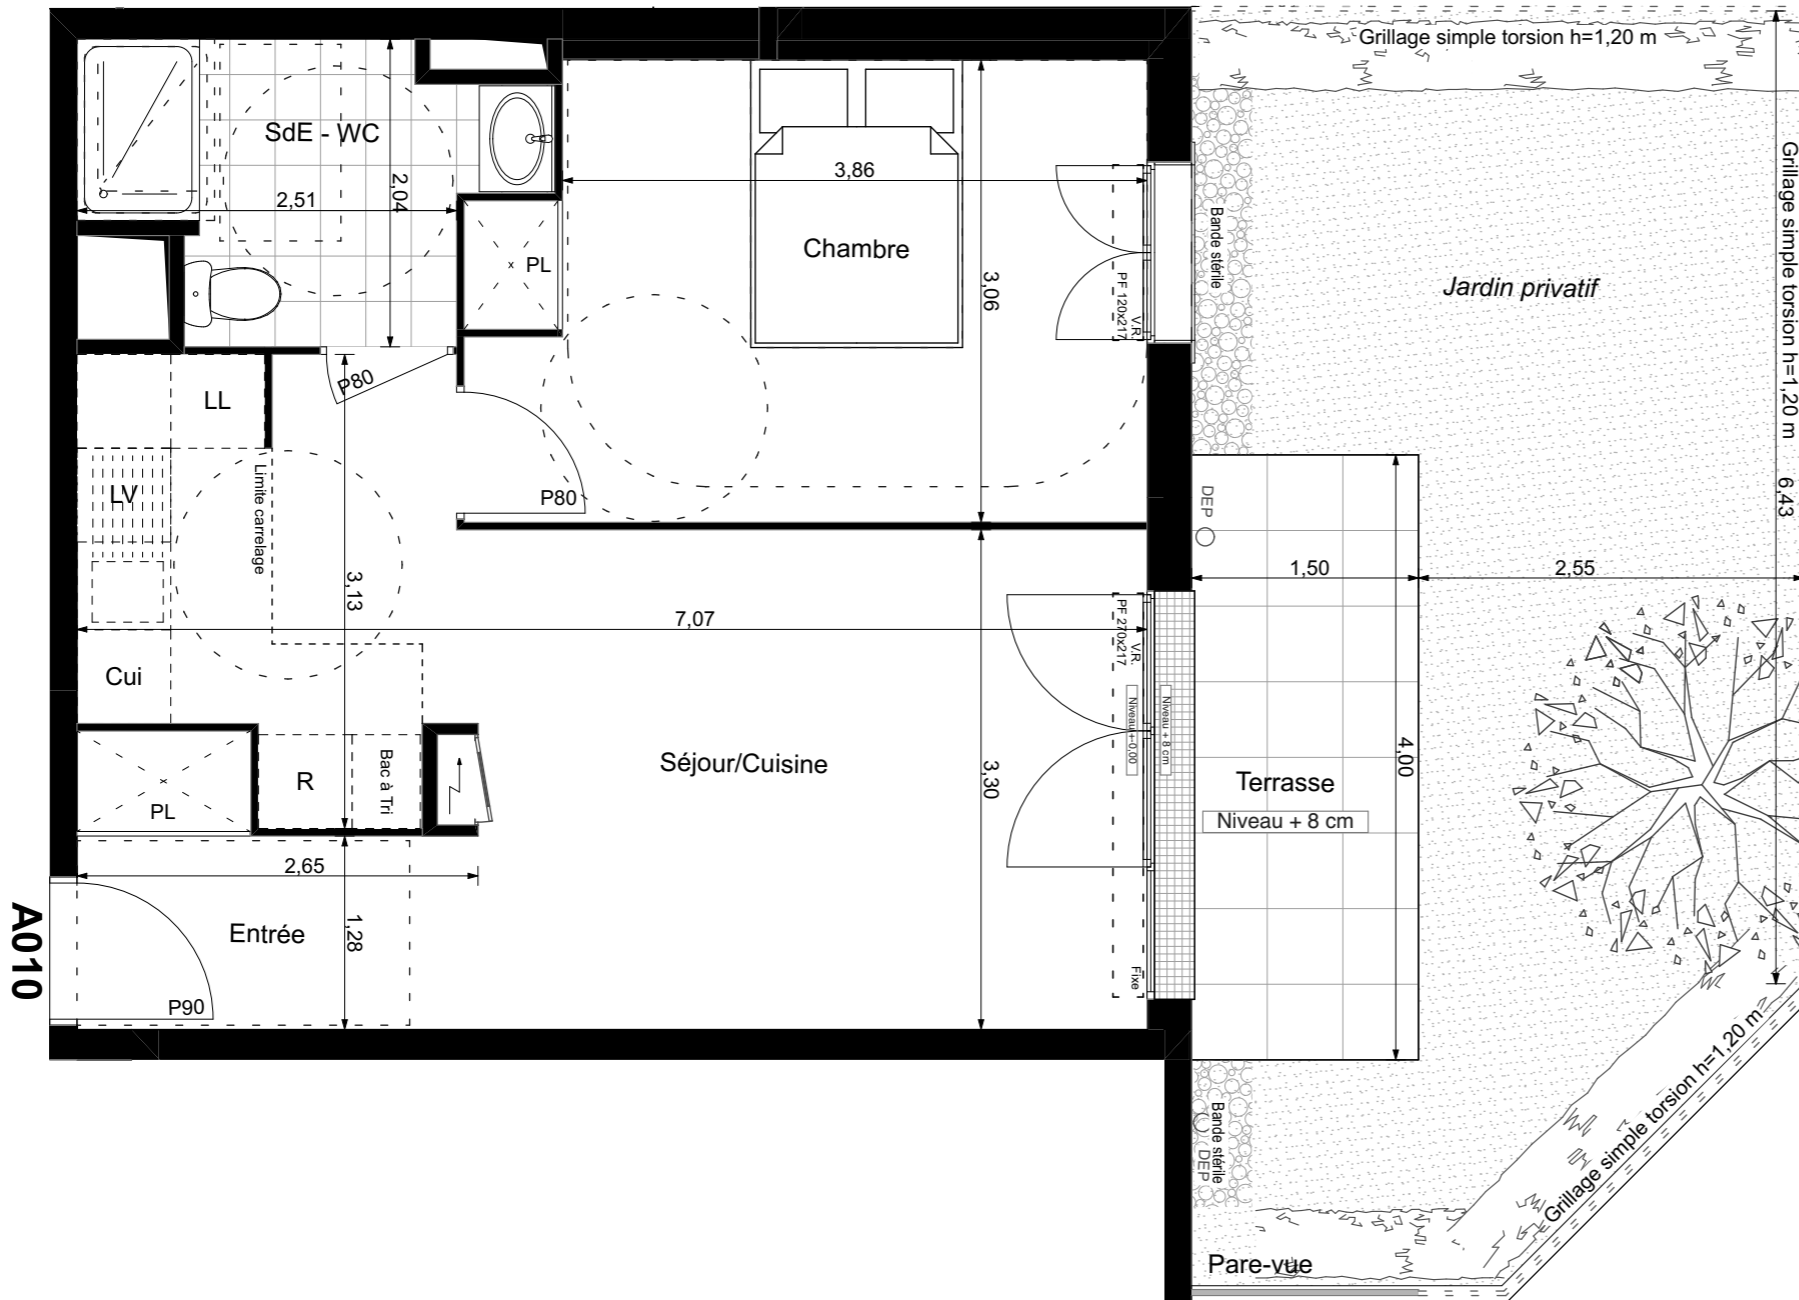 Grillage simple torsion h=1,20 m
SdE - WC
2,04
2,51
3,86
Chambre
PL
3,06
V.R.
PF 120x217
Bande stérile
Jardin privatif
Grillage simple torsion h=1,20 m
6,43
P80
LL
LV
Limite carrelage
P80
DEP
1,50
2,55
3,13
7,07
V.R.
PF 270x217
Niveau +-0.00
Niveau + 8 cm
Cui
PL
R
Bac à Tri
Séjour/Cuisine
3,30
4,00
Terrasse
Niveau + 8 cm
2,65
1,28
Entrée
P90
A010
Fixe
Bande stérile
DEP
Grillage simple torsion h=1,20 m
Pare-vue